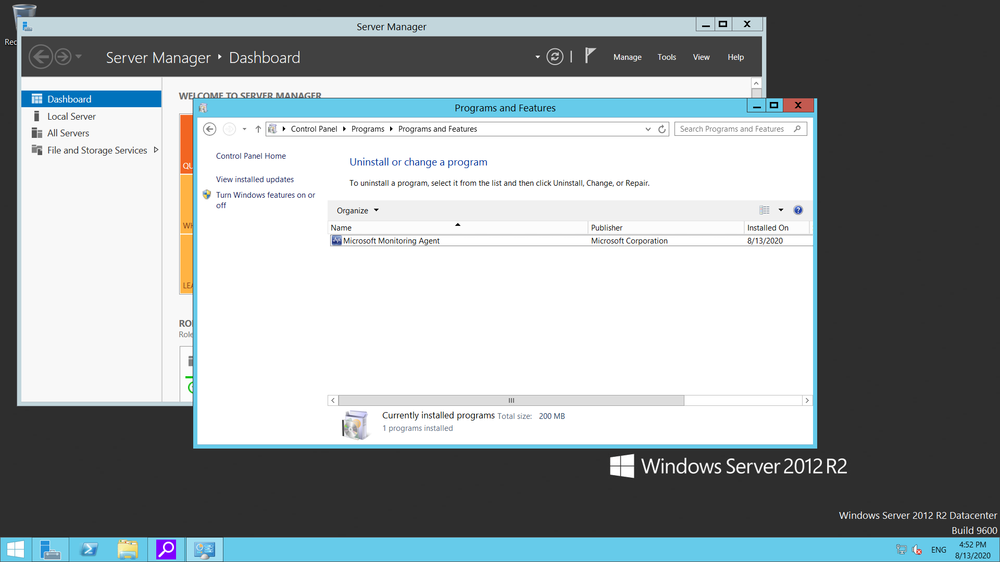 Server Manager
Server Manager ‣ Dashboard
Manage Tools View Help
Dashboard
Local Server
All Servers
File and Storage Services
WELCOME TO SERVER MANAGER
Programs and Features
Control Panel Programs Programs and Features
Search Programs and Features
Control Panel Home
View installed updates
Turn Windows features on or
off
Uninstall or change a program
To uninstall a program, select it from the list and then click Uninstall, Change, or Repair.
Organize
Name Publisher Installed On
Microsoft Monitoring Agent Microsoft Corporation 8/13/2020
Currently installed programs Total size: 200 MB
1 programs installed
QU
WH
LEA
RO
Role
Rec
Windows Server 2012 R2
Windows Server 2012 R2 Datacenter
Build 9600
ENG
4:52 PM
8/13/2020